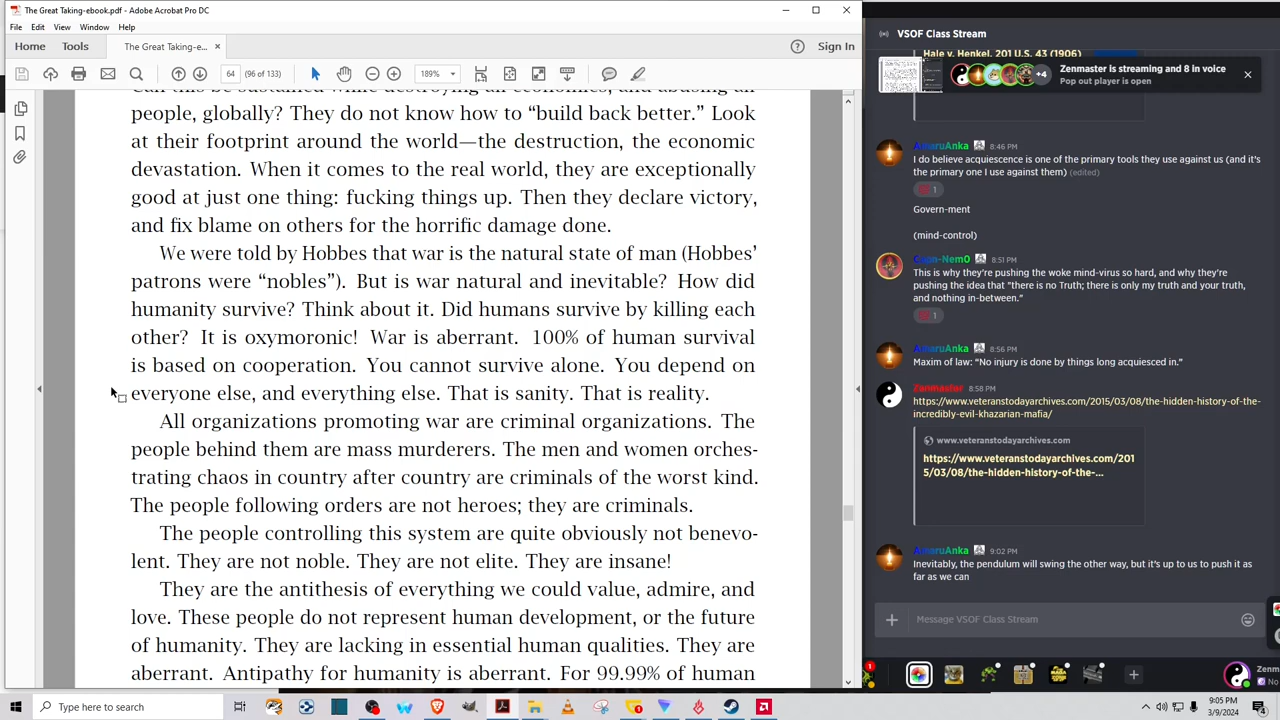 The Great Taking-ebook.pdf - Adobe Acrobat Pro DC
File Edit View Window Help
Home Tools The Great Taking-e... × Sign In
64 (96 of 133) 189%
people, globally? They do not know how to “build back better.” Look
at their footprint around the world—the destruction, the economic
devastation. When it comes to the real world, they are exceptionally
good at just one thing: fucking things up. Then they declare victory,
and fix blame on others for the horrific damage done.
We were told by Hobbes that war is the natural state of man (Hobbes’
patrons were “nobles”). But is war natural and inevitable? How did
humanity survive? Think about it. Did humans survive by killing each
other? It is oxymoronic! War is aberrant. 100% of human survival
is based on cooperation. You cannot survive alone. You depend on
everyone else, and everything else. That is sanity. That is reality.
All organizations promoting war are criminal organizations. The
people behind them are mass murderers. The men and women orches-
trating chaos in country after country are criminals of the worst kind.
The people following orders are not heroes; they are criminals.
The people controlling this system are quite obviously not benevo-
lent. They are not noble. They are not elite. They are insane!
They are the antithesis of everything we could value, admire, and
love. These people do not represent human development, or the future
of humanity. They are lacking in essential human qualities. They are
aberrant. Antipathy for humanity is aberrant. For 99.99% of human
VSOF Class Stream
Hale v. Henkel, 201 U.S. 43 (1906)
+4 Zenmaster is streaming and 8 in voice
Pop out player is open
8:46 PM
I do believe acquiescence is one of the primary tools they use against us (and it's
the primary one I use against them) (edited)
1
Govern-ment
(mind-control)
8:51 PM
This is why they're pushing the woke mind-virus so hard, and why they're
pushing the idea that "there is no Truth; there is only my truth and your truth,
and nothing in-between."
1
8:56 PM
Maxim of law: “No injury is done by things long acquiesced in.”
Zenmaster 8:58 PM
https://www.veteranstodayarchives.com/2015/03/08/the-hidden-history-of-the-
incredibly-evil-khazarian-mafia/
www.veteranstodayarchives.com
https://www.veteranstodayarchives.com/201
5/03/08/the-hidden-history-of-the-...
9:02 PM
Inevitably, the pendulum will swing the other way, but it's up to us to push it as
far as we can
Message VSOF Class Stream
1 Zenm
No
Type here to search
9:05 PM
3/9/2024
4